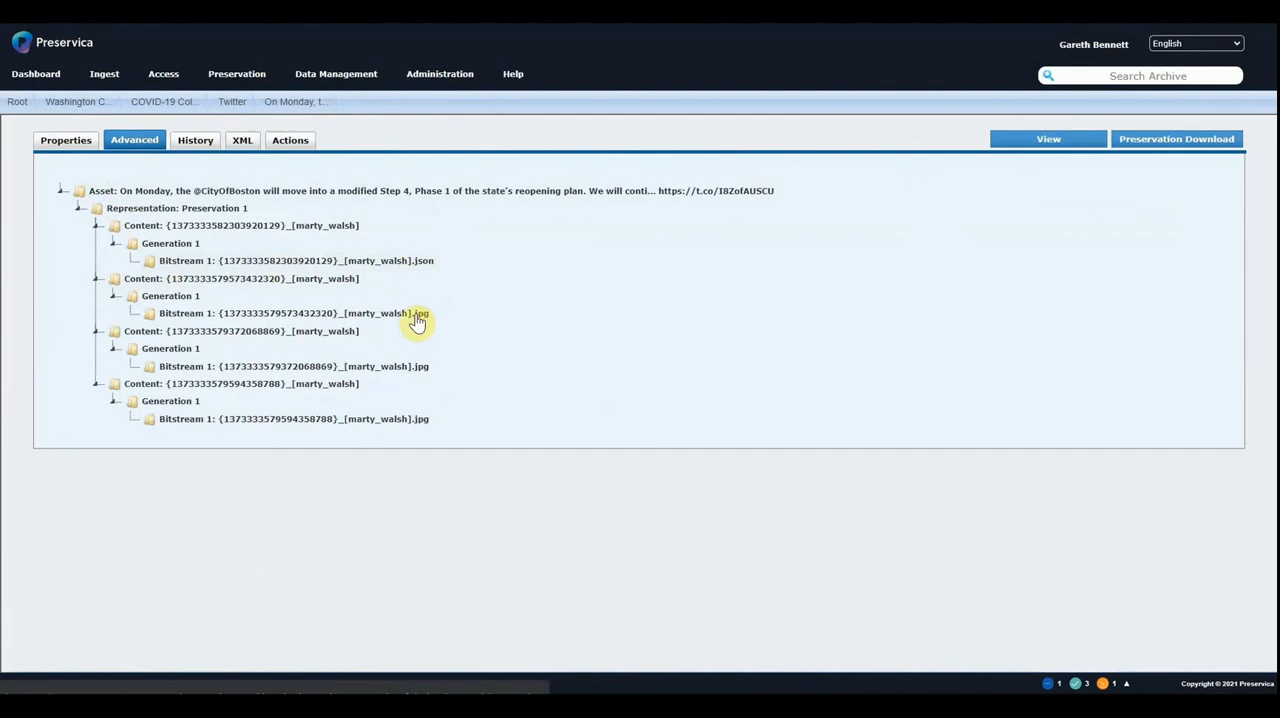 Preservica
Gareth Bennett
English
Dashboard Ingest Access Preservation Data Management Administration Help
Search Archive
Root Washington C... COVID-19 Col... Twitter On Monday, t...
Properties Advanced History XML Actions View Preservation Download
Asset: On Monday, the @CityOfBoston will move into a modified Step 4, Phase 1 of the state's reopening plan. We will conti... https://t.co/I8ZofAUSCU
Representation: Preservation 1
Content: {1373333582303920129}_[marty_walsh]
Generation 1
Bitstream 1: {1373333582303920129}_[marty_walsh].json
Content: {1373333579573432320}_[marty_walsh]
Generation 1
Bitstream 1: {1373333579573432320}_[marty_walsh].jpg
Content: {1373333579372068869}_[marty_walsh]
Generation 1
Bitstream 1: {1373333579372068869}_[marty_walsh].jpg
Content: {1373333579594358788}_[marty_walsh]
Generation 1
Bitstream 1: {1373333579594358788}_[marty_walsh].jpg
1 3 1
Copyright © 2021 Preservica